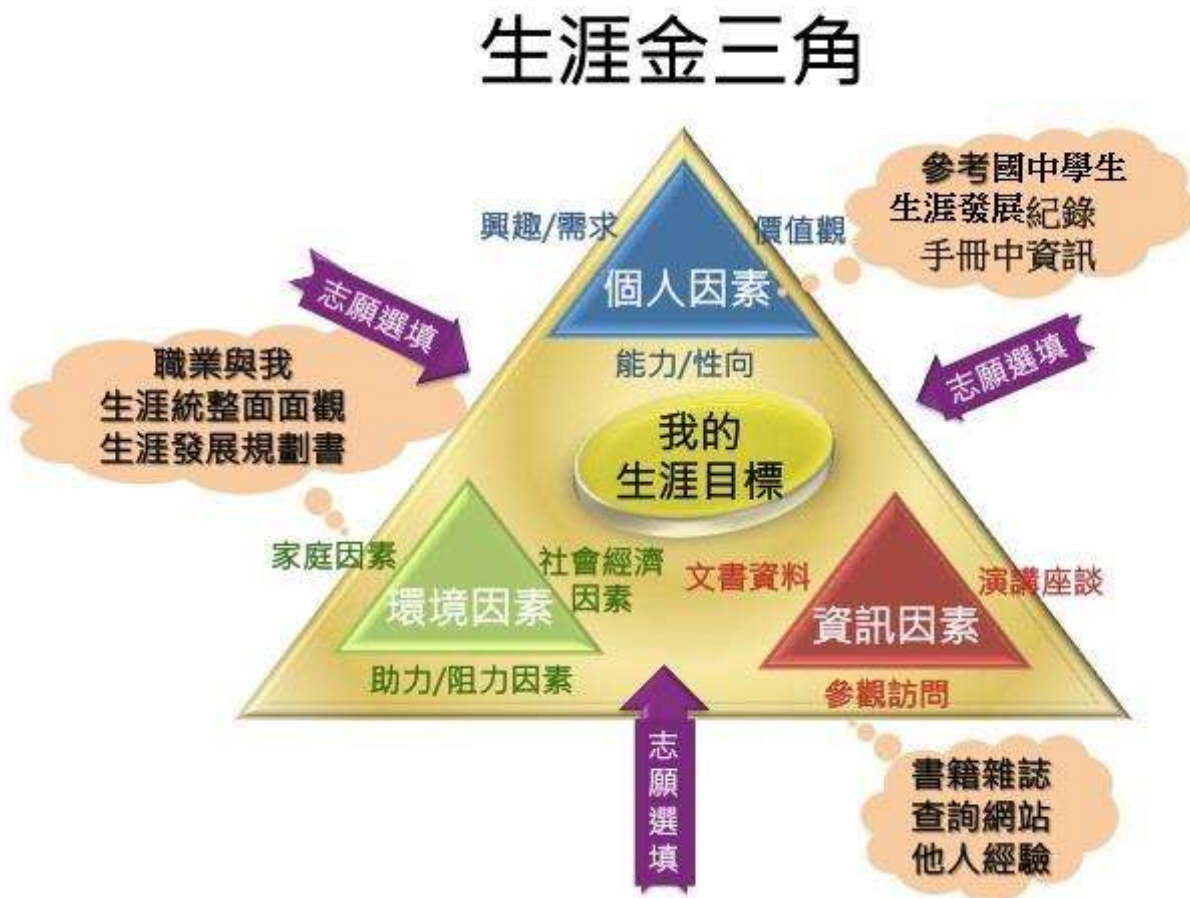 生涯金三角
參考國中學生
生涯發展紀錄
手冊中資訊
興趣/需求
價值觀
個人因素
能力/性向
志願選填
志願選填
職業與我
生涯統整面面觀
生涯發展規劃書
我的
生涯目標
家庭因素
社會經濟
因素
環境因素
助力/阻力因素
文書資料
演講座談
資訊因素
參觀訪問
志願選填
書籍雜誌
查詢網站
他人經驗